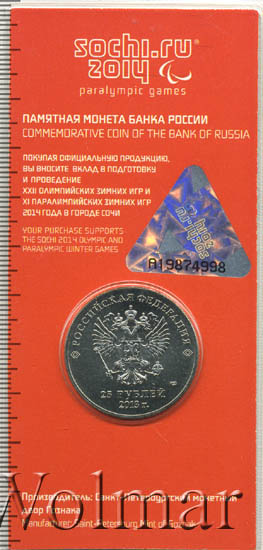 sochi.ru
2014
paralympic games
ПАМЯТНАЯ МОНЕТА БАНКА РОССИИ
COMMEMORATIVE COIN OF THE BANK OF RUSSIA
ПОКУПАЯ ОФИЦИАЛЬНУЮ ПРОДУКЦИЮ,
ВЫ ВНОСИТЕ ВКЛАД В ПОДГОТОВКУ
И ПРОВЕДЕНИЕ
XXII ОЛИМПИЙСКИХ ЗИМНИХ ИГР И
XI ПАРАЛИМПИЙСКИХ ЗИМНИХ ИГР
2014 ГОДА В ГОРОДЕ СОЧИ
YOUR PURCHASE SUPPORTS
THE SOCHI 2014 OLYMPIC AND
PARALYMPIC WINTER GAMES
A19874998
РОССИЙСКАЯ ФЕДЕРАЦИЯ
25 РУБЛЕЙ
2013 г.
Wolmar
Производитель: Санкт-Петербургский монетный
двор Гознака
Manufacturer: Saint-Petersburg Mint of Goznak